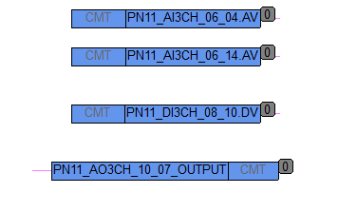 CMT PN11_AI3CH_06_04.AV 0
CMT PN11_AI3CH_06_14.AV 0
CMT PN11_DI3CH_08_10.DV 0
PN11_AO3CH_10_07_OUTPUT CMT 0